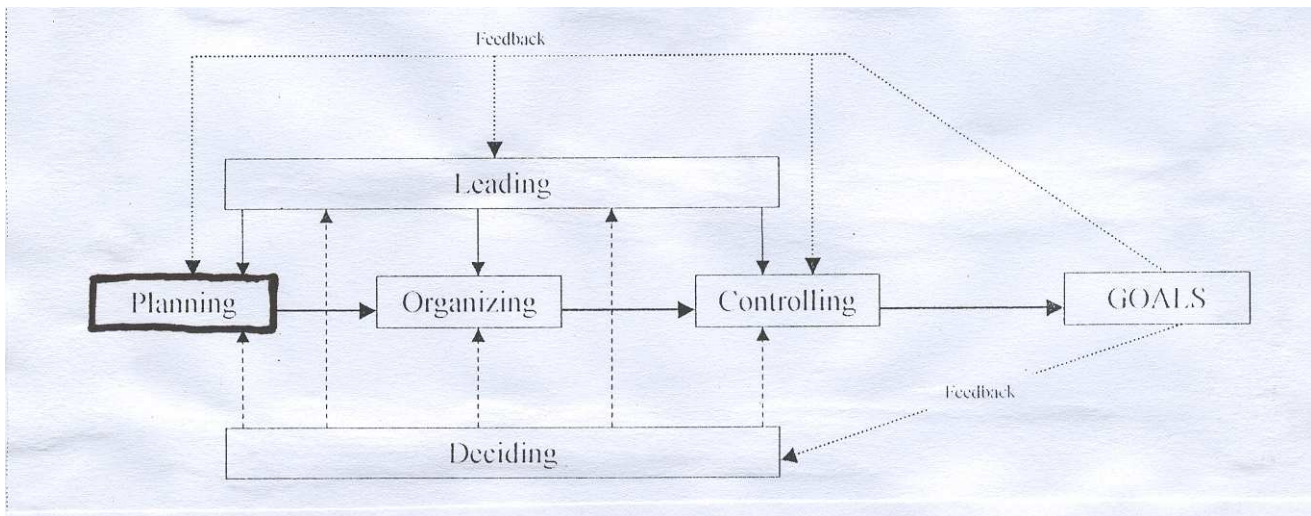 Feedback
Leading
Planning
Organizing
Controlling
GOALS
Feedback
Deciding